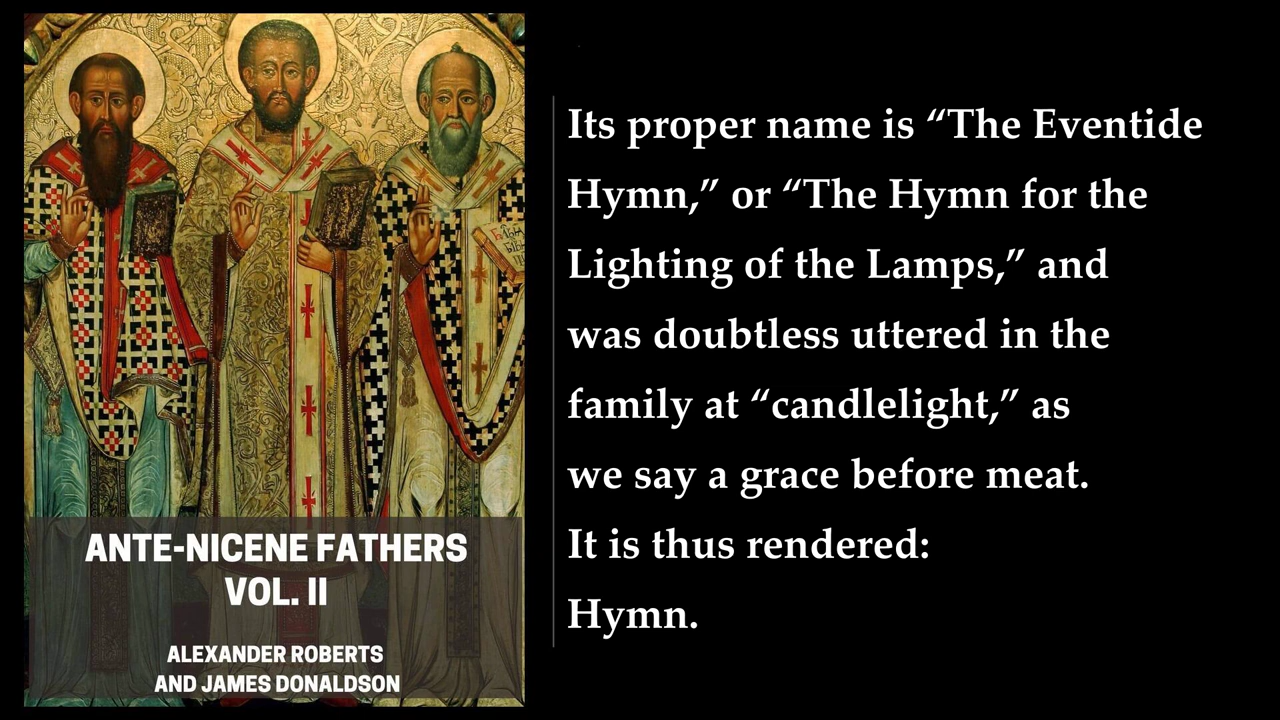 ANTE-NICENE FATHERS
VOL. II
ALEXANDER ROBERTS
AND JAMES DONALDSON
Its proper name is “The Eventide
Hymn,” or “The Hymn for the
Lighting of the Lamps,” and
was doubtless uttered in the
family at “candlelight,” as
we say a grace before meat.
It is thus rendered:
Hymn.